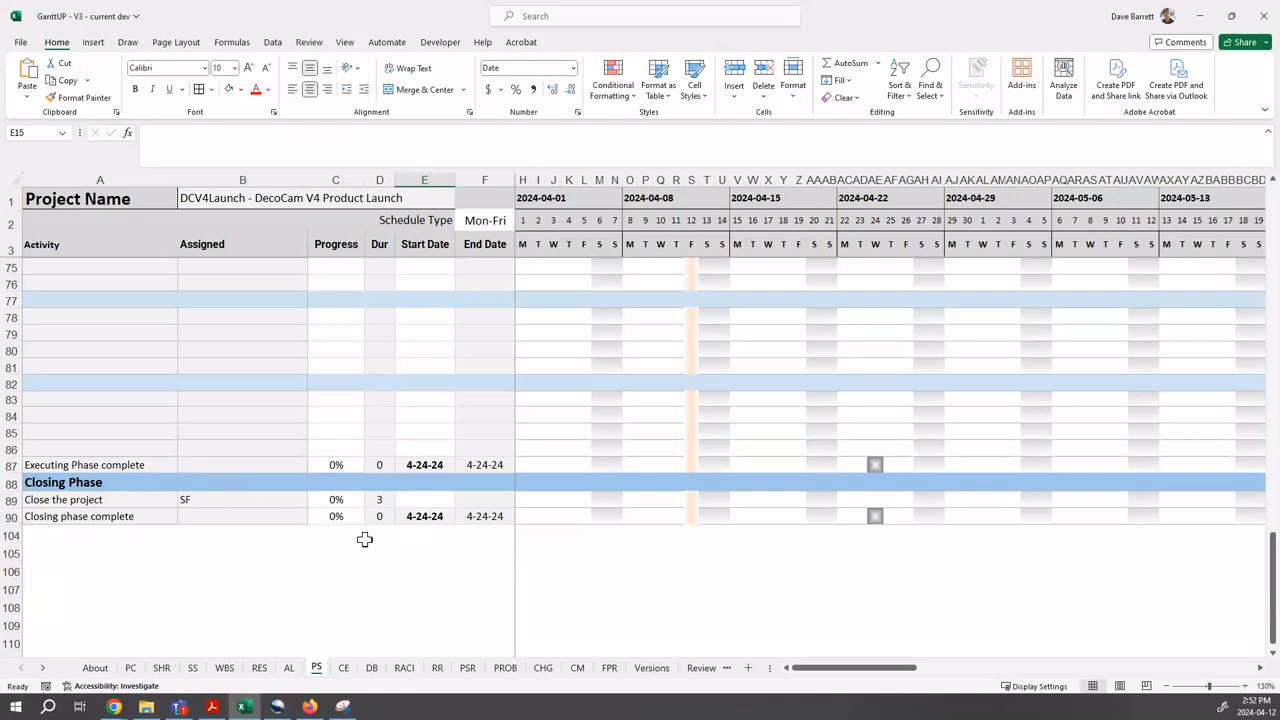 GanttUP - V3 - current dev
Search
Dave Barrett
File Home Insert Draw Page Layout Formulas Data Review View Automate Developer Help Acrobat
Comments Share
Paste
Cut
Copy
Format Painter
Clipboard
Calibri 10
B I U
Font
Wrap Text
Merge & Center
Alignment
Date
$ % ,
Number
Conditional Formatting
Format as Table
Cell Styles
Styles
Insert Delete Format
Cells
AutoSum
Fill
Clear
Sort & Filter
Find & Select
Editing
Sensitivity
Sensitivity
Add-ins
Add-ins
Analyze Data
Create PDF and Share link
Create PDF and Share via Outlook
Adobe Acrobat
E15
fx
A B C D E F H I J K L M N O P Q R S T U V W X Y Z AA AB AC AD AE AF AG AH AI AJ AK AL AM AN AO AP AQ AR AS AT AU AV AW AX AY AZ BA BB BC BD
1 Project Name DCV4Launch - DecoCam V4 Product Launch 2024-04-01 2024-04-08 2024-04-15 2024-04-22 2024-04-29 2024-05-06 2024-05-13
2 Schedule Type Mon-Fri 1 2 3 4 5 6 7 8 9 10 11 12 13 14 15 16 17 18 19 20 21 22 23 24 25 26 27 28 29 30 1 2 3 4 5 6 7 8 9 10 11 12 13 14 15 16 17 18 19
3 Activity Assigned Progress Dur Start Date End Date M T W T F S S M T W T F S S M T W T F S S M T W T F S S M T W T F S S M T W T F S S M T W T F S S
75
76
77
78
79
80
81
82
83
84
85
86
87 Executing Phase complete 0% 0 4-24-24 4-24-24
88 Closing Phase
89 Close the project SF 0% 3
90 Closing phase complete 0% 0 4-24-24 4-24-24
104
105
106
107
108
109
110
About PC SHR SS WBS RES AL PS CE DB RACI RR PSR PROB CHG CM FPR Versions Review
Ready Accessibility: Investigate Display Settings 130%
2:52 PM
2024-04-12